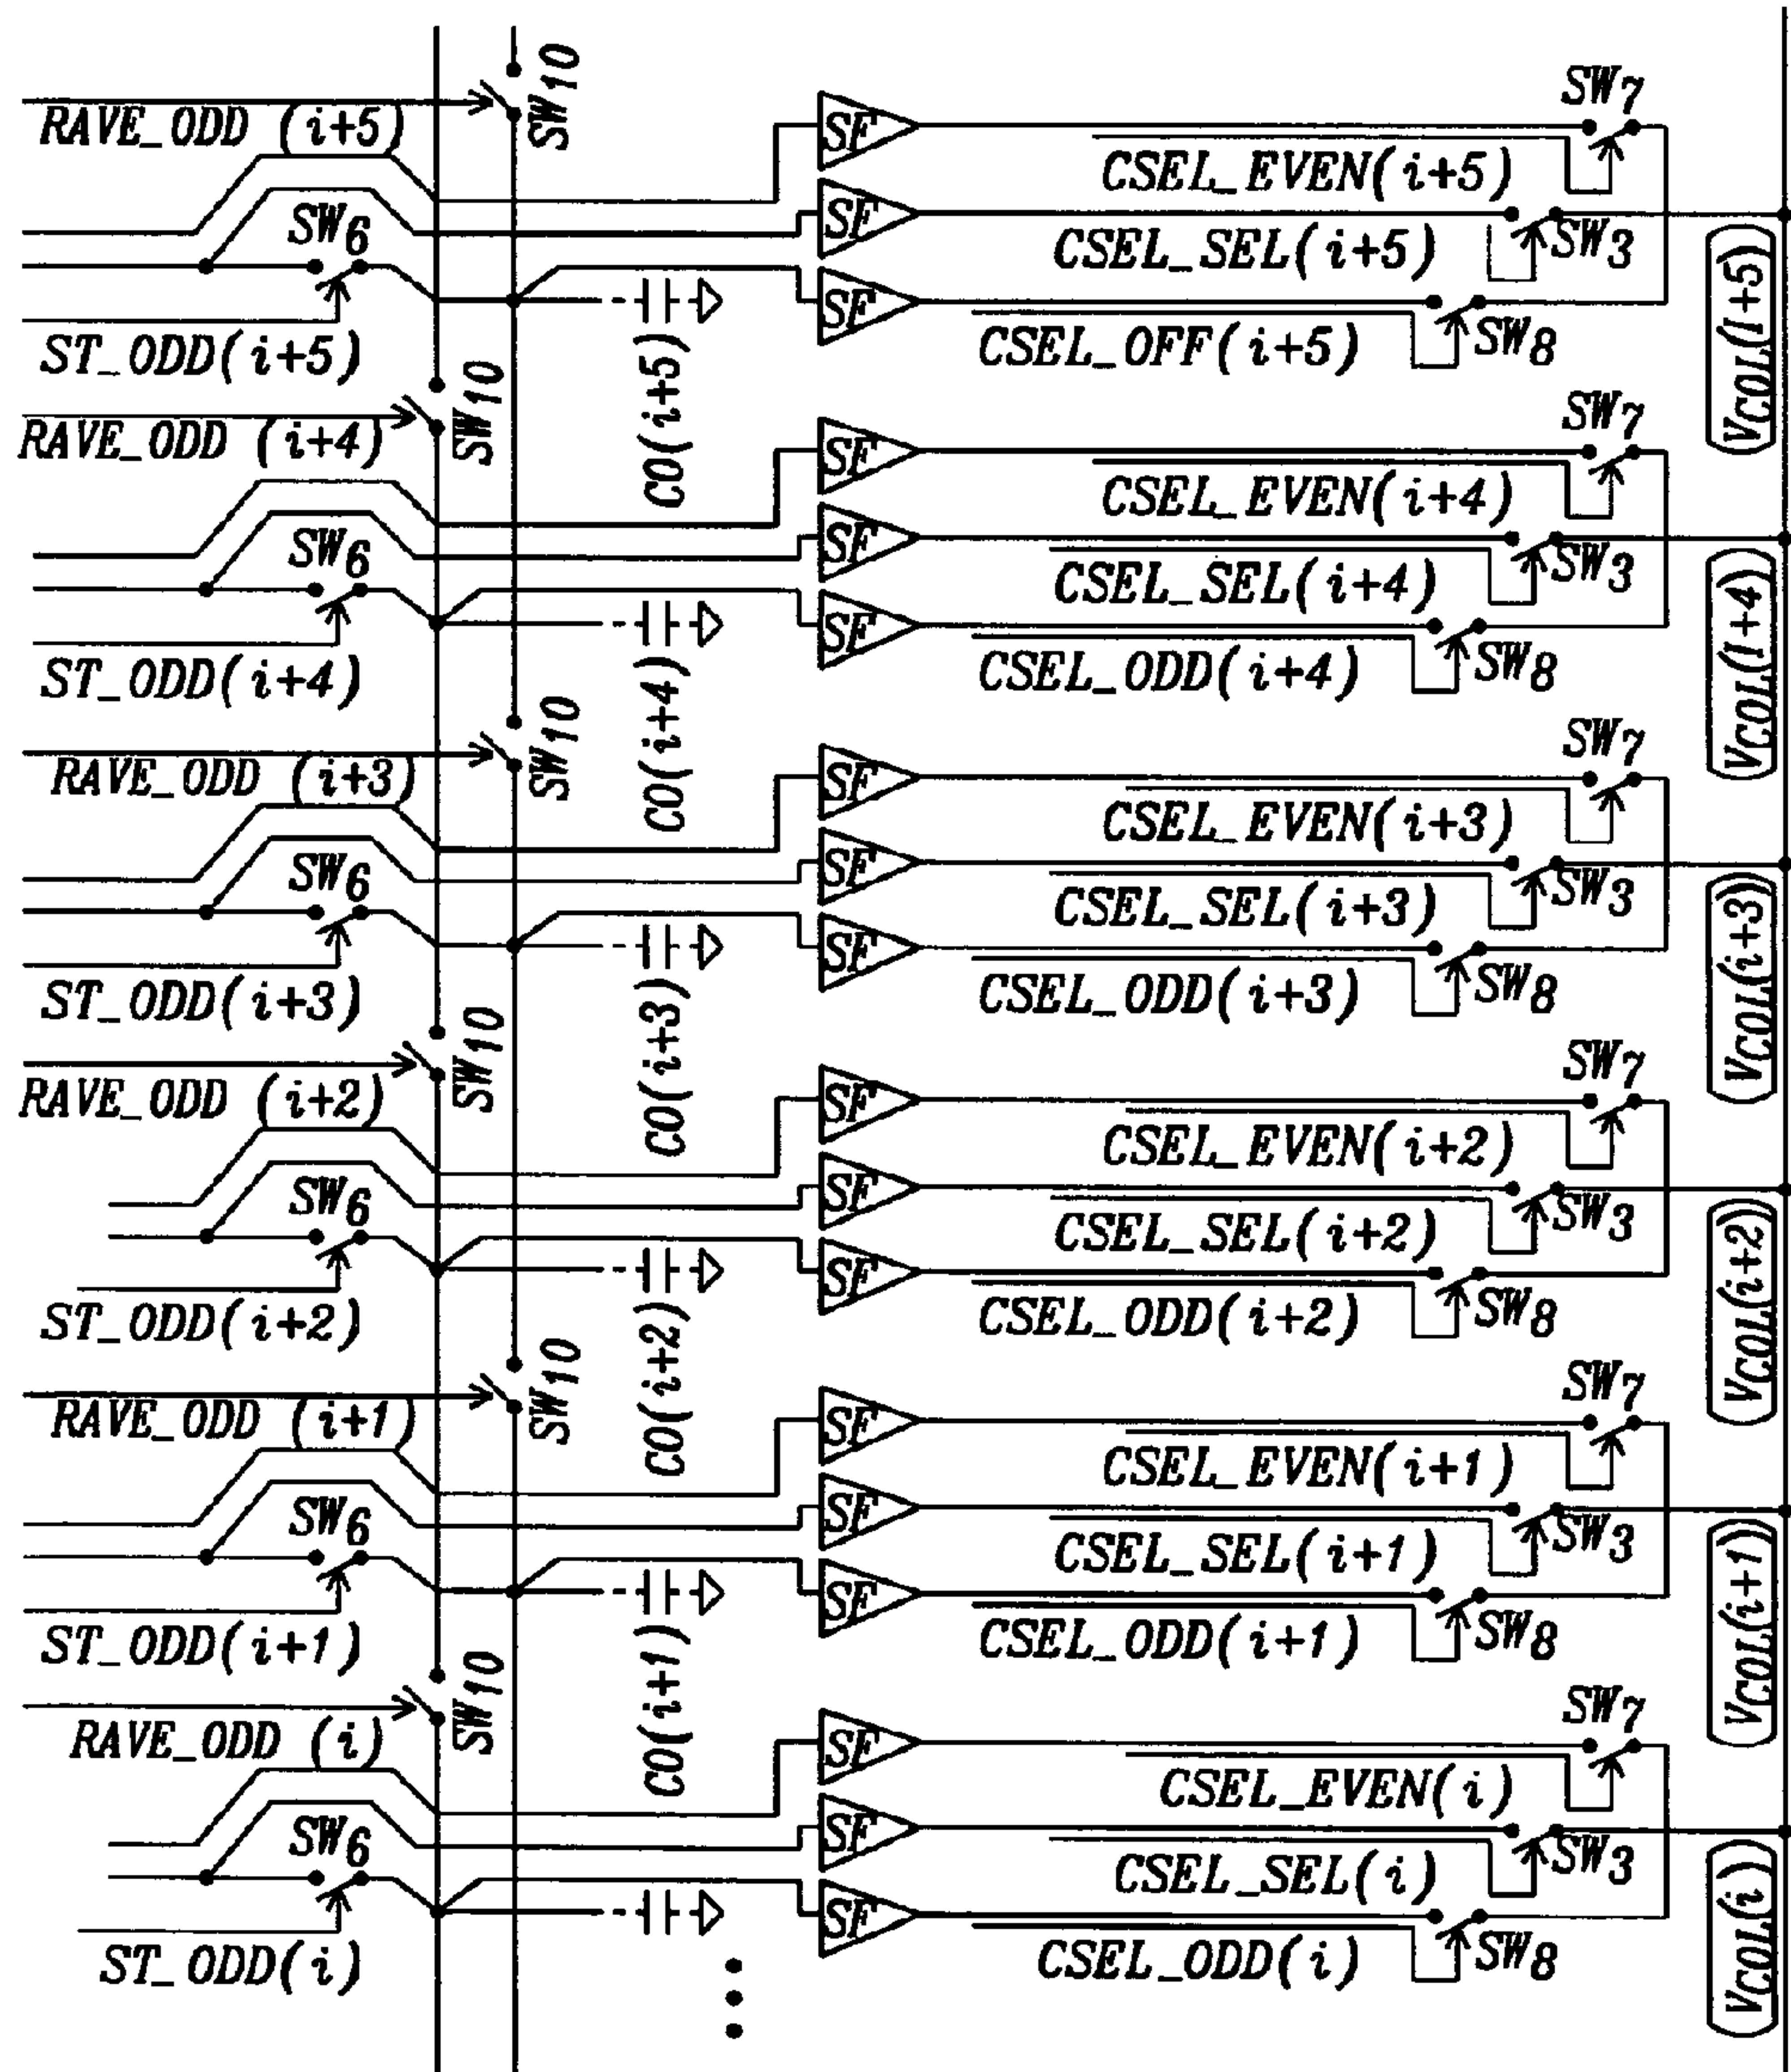 SW10
RAVE_ODD (i+5)
SF
SW7
CSEL_EVEN(i+5)
SW6
SF
CSEL_SEL(i+5)
SW3
ST_ODD(i+5)
CO(i+5)
SF
CSEL_OFF(i+5)
SW8
VCOL(I+5)
SW10
RAVE_ODD (i+4)
SF
SW7
CSEL_EVEN(i+4)
SW6
SF
CSEL_SEL(i+4)
SW3
ST_ODD(i+4)
CO(i+4)
SF
CSEL_ODD(i+4)
SW8
VCOL(I+4)
SW10
RAVE_ODD (i+3)
SF
SW7
CSEL_EVEN(i+3)
SW6
SF
CSEL_SEL(i+3)
SW3
ST_ODD(i+3)
CO(i+3)
SF
CSEL_ODD(i+3)
SW8
VCOL(i+3)
SW10
RAVE_ODD (i+2)
SF
SW7
CSEL_EVEN(i+2)
SW6
SF
CSEL_SEL(i+2)
SW3
ST_ODD(i+2)
CO(i+2)
SF
CSEL_ODD(i+2)
SW8
VCOL(i+2)
SW10
RAVE_ODD (i+1)
SF
SW7
CSEL_EVEN(i+1)
SW6
SF
CSEL_SEL(i+1)
SW3
ST_ODD(i+1)
CO(i+1)
SF
CSEL_ODD(i+1)
SW8
VCOL(i+1)
SW10
RAVE_ODD (i)
SF
SW7
CSEL_EVEN(i)
SW6
SF
CSEL_SEL(i)
SW3
ST_ODD(i)
SF
CSEL_ODD(i)
SW8
VCOL(i)